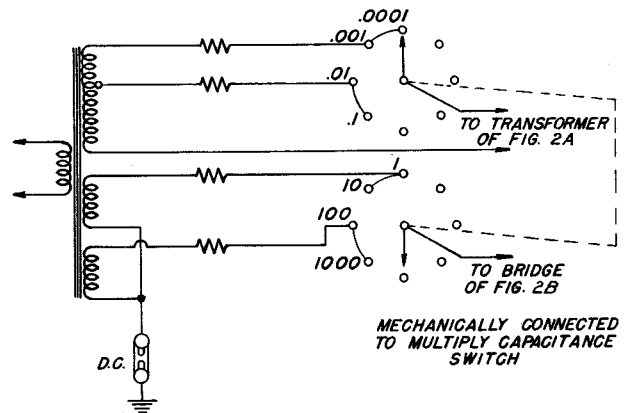 .0001
.001
.01
.1
TO TRANSFORMER
OF FIG. 2A
1
10
100
1000
TO BRIDGE
OF FIG. 2B
MECHANICALLY CONNECTED
TO MULTIPLY CAPACITANCE
SWITCH
D.C.